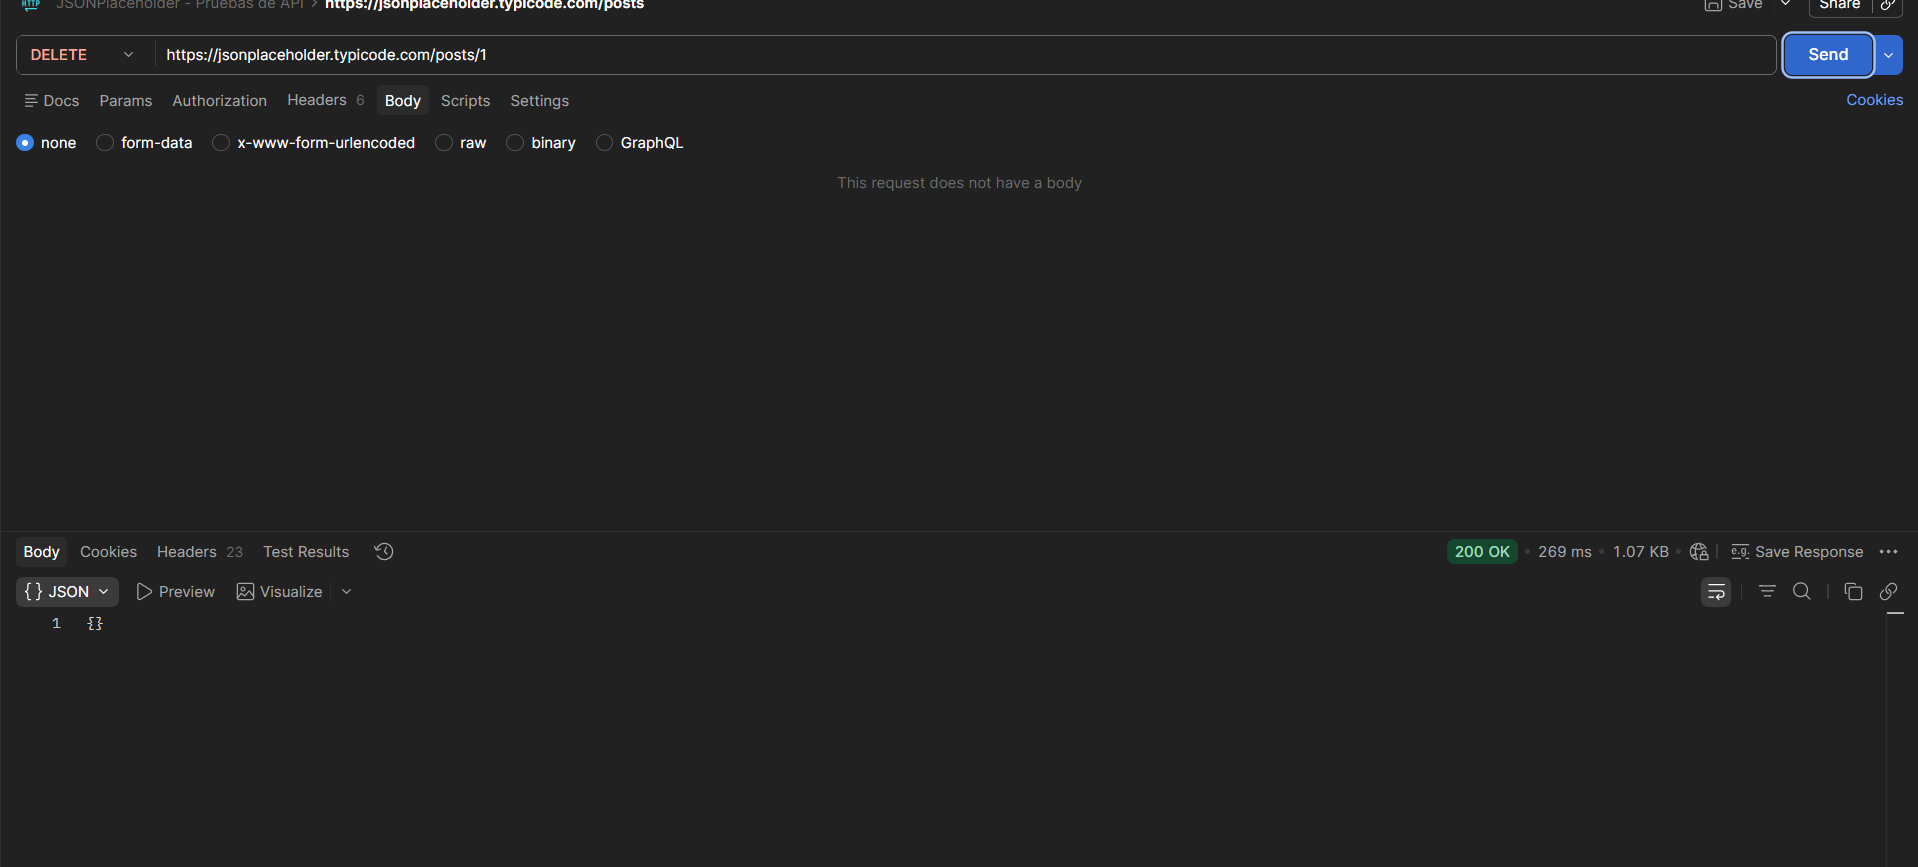 HTTP JSONPlaceholder - Pruebas de API > https://jsonplaceholder.typicode.com/posts Save Share
DELETE https://jsonplaceholder.typicode.com/posts/1 Send
Docs Params Authorization Headers 6 Body Scripts Settings Cookies
none form-data x-www-form-urlencoded raw binary GraphQL
This request does not have a body
Body Cookies Headers 23 Test Results 200 OK • 269 ms • 1.07 KB • e.g. Save Response
{} JSON Preview Visualize
1 {}